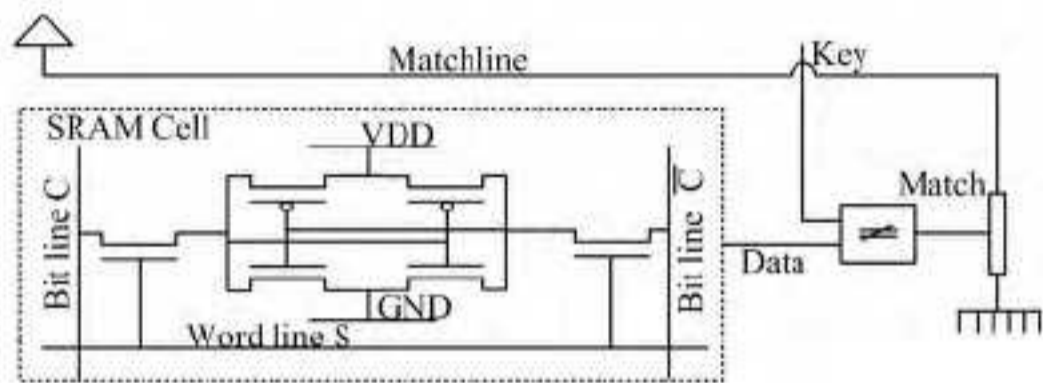 Matchline
Key
SRAM Cell
VDD
Bit line C
Bit line C̅
Match
≠
Data
GND
Word line S